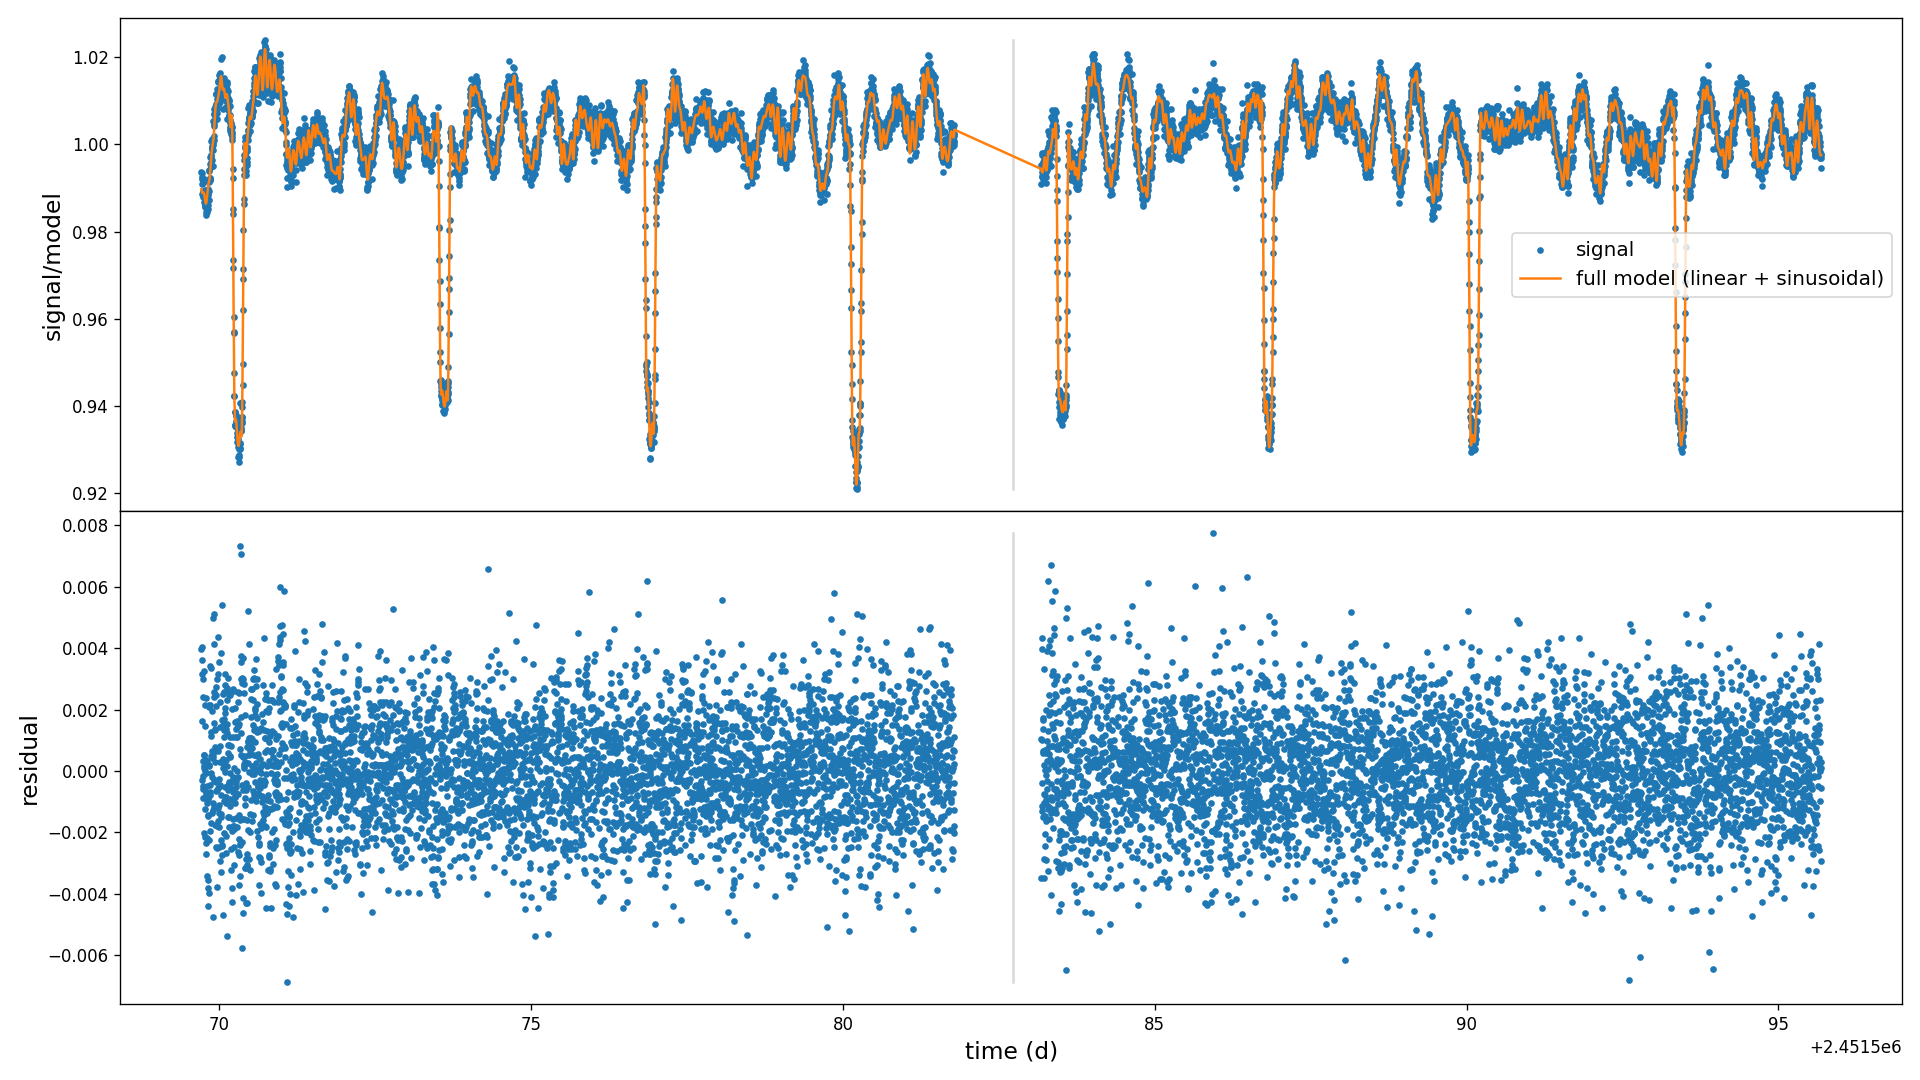 1.02
1.00
0.98
0.96
0.94
0.92
signal/model
signal
full model (linear + sinusoidal)
0.008
0.006
0.004
0.002
0.000
−0.002
−0.004
−0.006
residual
70 75 80 85 90 95
time (d)
+2.4515e6